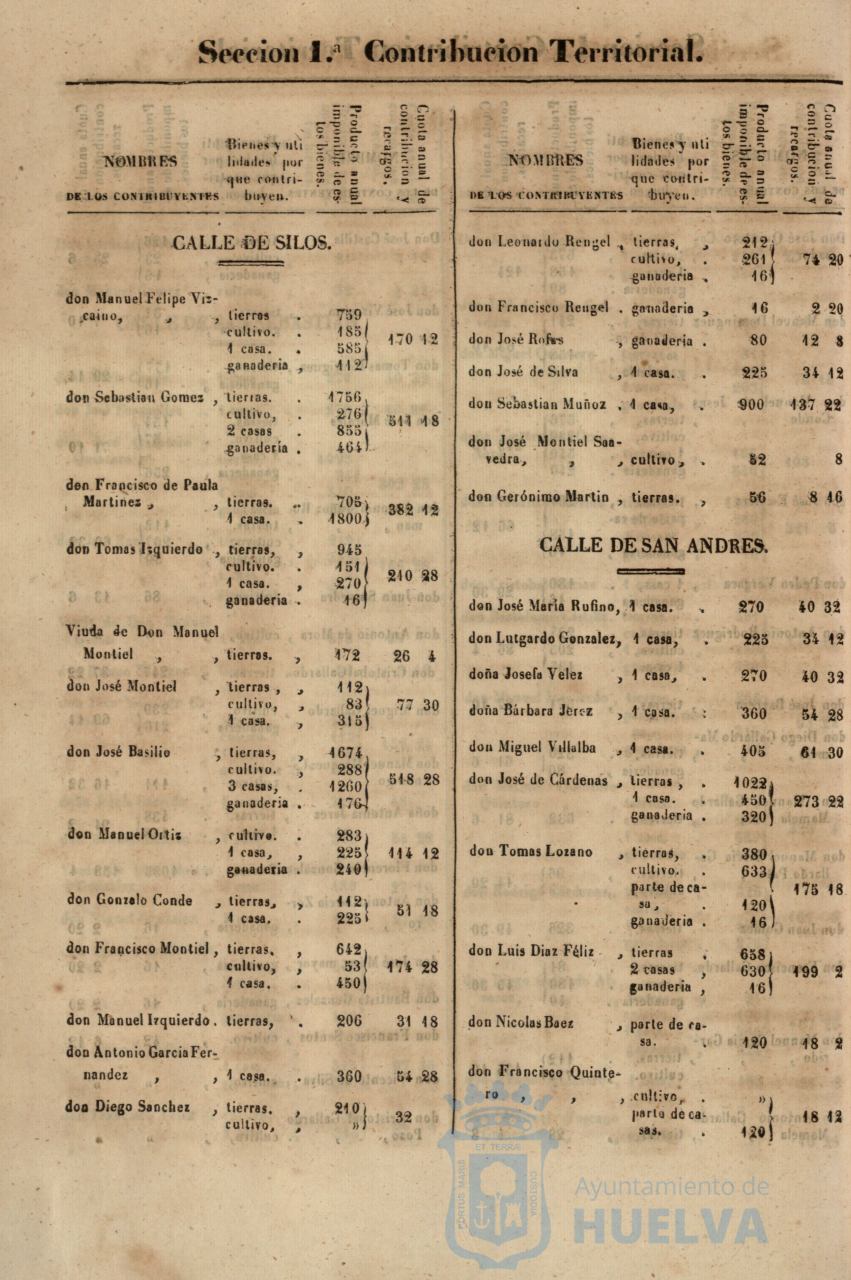 Seccion 1.ª Contribucion Territorial.
NOMBRES
DE LOS CONTRIBUYENTES
Bienes y uti
lidades por
que contri-
buyen.
Producto anual
imponible de es-
tos bienes.
Cuota anual de
contribucion y
recargos.
CALLE DE SILOS.
don Manuel Felipe Viz-
caino, , , tierras . 759
cultivo. . 185
1 casa. . 585 170 12
ganaderia , 112
don Sebastian Gomez , tierras. . 1756
cultivo, . 276
2 casas . 855 511 18
ganadería . 464
don Francisco de Paula
Martinez , , tierras. .. 705
1 casa. . 1800 382 12
don Tomas Izquierdo , tierras, , 945
cultivo. . 151
1 casa. , 270 210 28
ganaderia . 16
Viuda de Don Manuel
Montiel , , tierras. , 172 26 4
don José Montiel , tierras , , 112
cultivo, , 83 77 30
1 casa. , 315
don José Basilio , tierras, , 1674
cultivo. , 288
3 casas, . 1260 518 28
ganaderia . 176
don Manuel Ortiz , cultivo. . 283
1 casa, , 225 114 12
ganaderia . 240
don Gonzalo Conde , tierras, , 112
1 casa. . 225 51 18
don Francisco Montiel , tierras. , 642
cultivo, , 53 174 28
1 casa. . 450
don Manuel Izquierdo . tierras, . 206 31 18
don Antonio Garcia Fer-
nandez , , 1 casa. . 360 54 28
don Diego Sanchez , tierras. , 210
cultivo, , » 32
NOMBRES
DE LOS CONTRIBUYENTES
Bienes y uti
lidades por
que contri-
buyen.
Producto anual
imponible de es-
tos bienes.
Cuota anual de
contribucion y
recargos.
don Leonardo Rengel , tierras, , 212
cultivo, . 261 74 20
ganaderia , 16
don Francisco Rengel . ganaderia , 16 2 20
don José Rofes , ganaderia . 80 12 8
don José de Silva , 1 casa. . 225 34 12
don Sebastian Muñoz . 1 casa, . 900 137 22
don José Montiel Saa-
vedra, , , cultivo, . 52 8
don Gerónimo Martin , tierras. , 56 8 16
CALLE DE SAN ANDRES.
don José María Rufino, 1 casa. . 270 40 32
don Lutgardo Gonzalez, 1 casa, . 225 34 12
doña Josefa Velez , 1 casa, . 270 40 32
doña Bárbara Jerez , 1 casa. : 360 54 28
don Miguel Villalba , 1 casa. . 405 61 30
don José de Cárdenas , tierras , . 1022
1 casa. . 450 273 22
ganaderia . 320
don Tomas Lozano , tierras, . 380
cultivo. . 633
parte de ca- 175 18
sa, . 120
ganaderia . 16
don Luis Diaz Féliz , tierras . 658
2 casas , 630 199 2
ganaderia , 16
don Nicolas Baez , parte de ca-
sa. . 120 18 2
don Francisco Quinte-
ro , , , cultivo, . »
parte de ca- 18 12
sas. . 120
ET TERRÆ
PORTUS MARIS
CUSTODIA
Ayuntamiento de
HUELVA